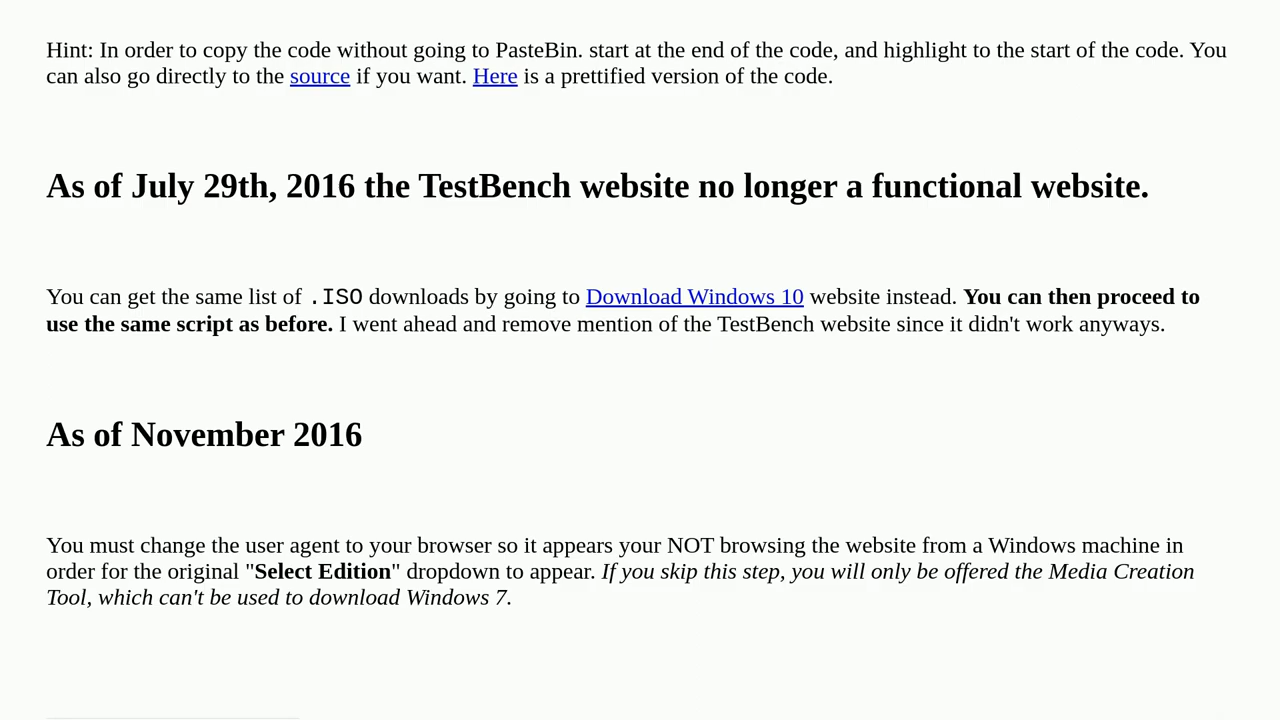 Hint: In order to copy the code without going to PasteBin. start at the end of the code, and highlight to the start of the code. You
can also go directly to the source if you want. Here is a prettified version of the code.
As of July 29th, 2016 the TestBench website no longer a functional website.
You can get the same list of .ISO downloads by going to Download Windows 10 website instead. You can then proceed to
use the same script as before. I went ahead and remove mention of the TestBench website since it didn't work anyways.
As of November 2016
You must change the user agent to your browser so it appears your NOT browsing the website from a Windows machine in
order for the original "Select Edition" dropdown to appear. If you skip this step, you will only be offered the Media Creation
Tool, which can't be used to download Windows 7.